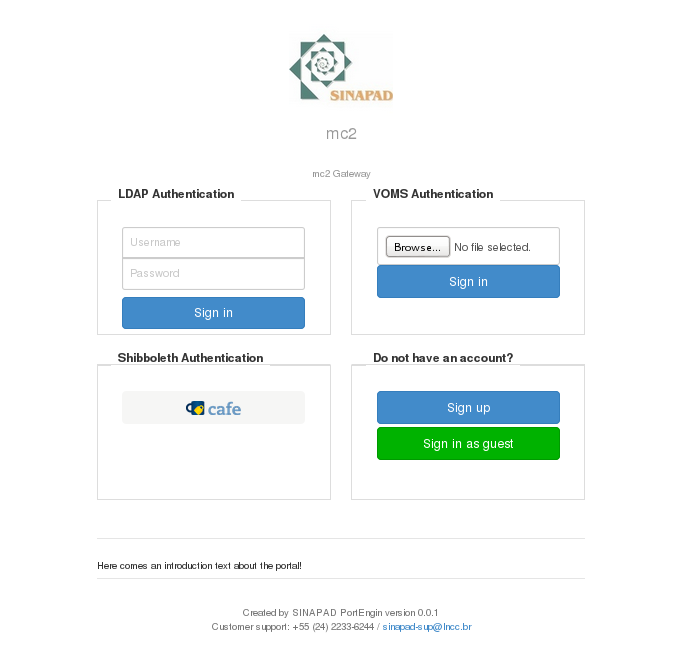 SINAPAD
mc2
mc2 Gateway
LDAP Authentication
Username
Password
Sign in
VOMS Authentication
Browse... No file selected.
Sign in
Shibboleth Authentication
cafe
Do not have an account?
Sign up
Sign in as guest
Here comes an introduction text about the portal!
Created by SINAPAD PortEngin version 0.0.1
Customer support: +55 (24) 2233-6244 / sinapad-sup@lncc.br